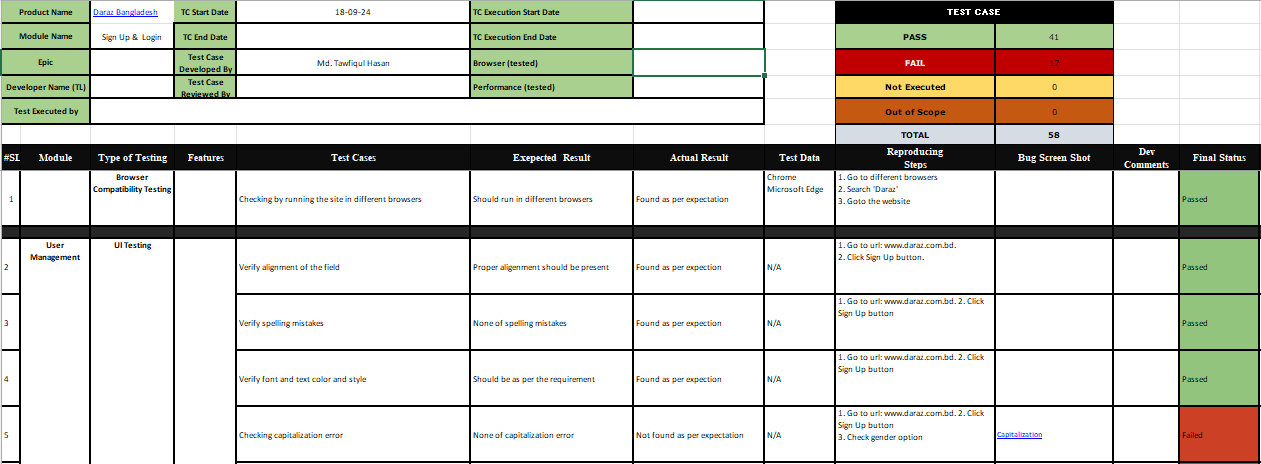 Product Name Daraz Bangladesh TC Start Date 18-09-24 TC Execution Start Date TEST CASE
Module Name Sign Up & Login TC End Date TC Execution End Date PASS 41
Epic Test Case Developed By Md. Tawfiqul Hasan Browser (tested) FAIL 17
Developer Name (TL) Test Case Reviewed By Performance (tested) Not Executed 0
Test Executed by Out of Scope 0
TOTAL 58
#SL Module Type of Testing Features Test Cases Exepected Result Actual Result Test Data Reproducing Steps Bug Screen Shot Dev Comments Final Status
1 Browser Compatibility Testing Checking by running the site in different browsers Should run in different browsers Found as per expectation Chrome Microsoft Edge 1. Go to different browsers
2. Search 'Daraz'
3. Goto the website
Passed
User Management UI Testing
2 Verify alignment of the field Proper aligenment should be present Found as per expection N/A 1. Go to url: www.daraz.com.bd.
2. Click Sign Up button.
Passed
3 Verify spelling mistakes None of spelling mistakes Found as per expection N/A 1. Go to url: www.daraz.com.bd. 2. Click
Sign Up button
Passed
4 Verify font and text color and style Should be as per the requirement Found as per expection N/A 1. Go to url: www.daraz.com.bd. 2. Click
Sign Up button
Passed
5 Checking capitalization error None of capitalization error Not found as per expectation N/A 1. Go to url: www.daraz.com.bd. 2. Click
Sign Up button
3. Check gender option
Capitalization Failed